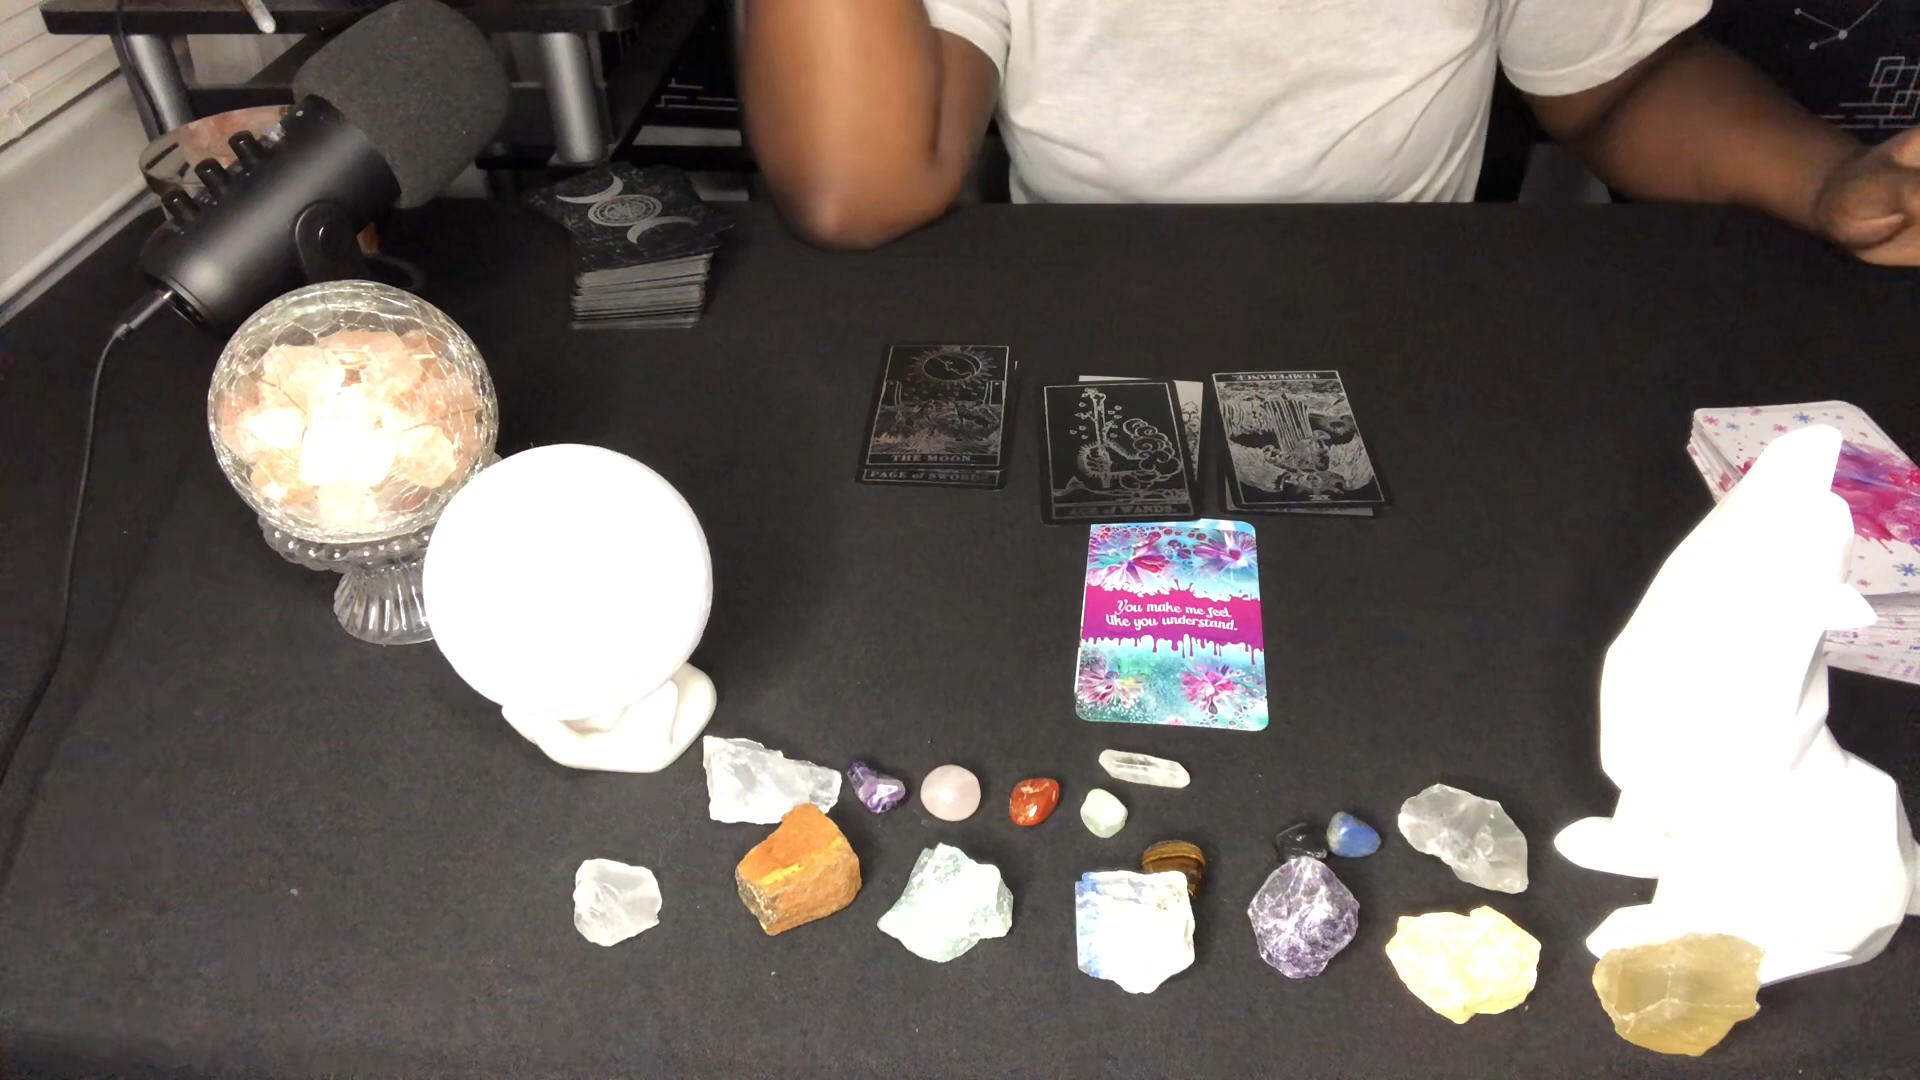 THE MOON.
PAGE of SWORDS.
ACE of WANDS.
TEMPERANCE.
You make me feel
like you understand.